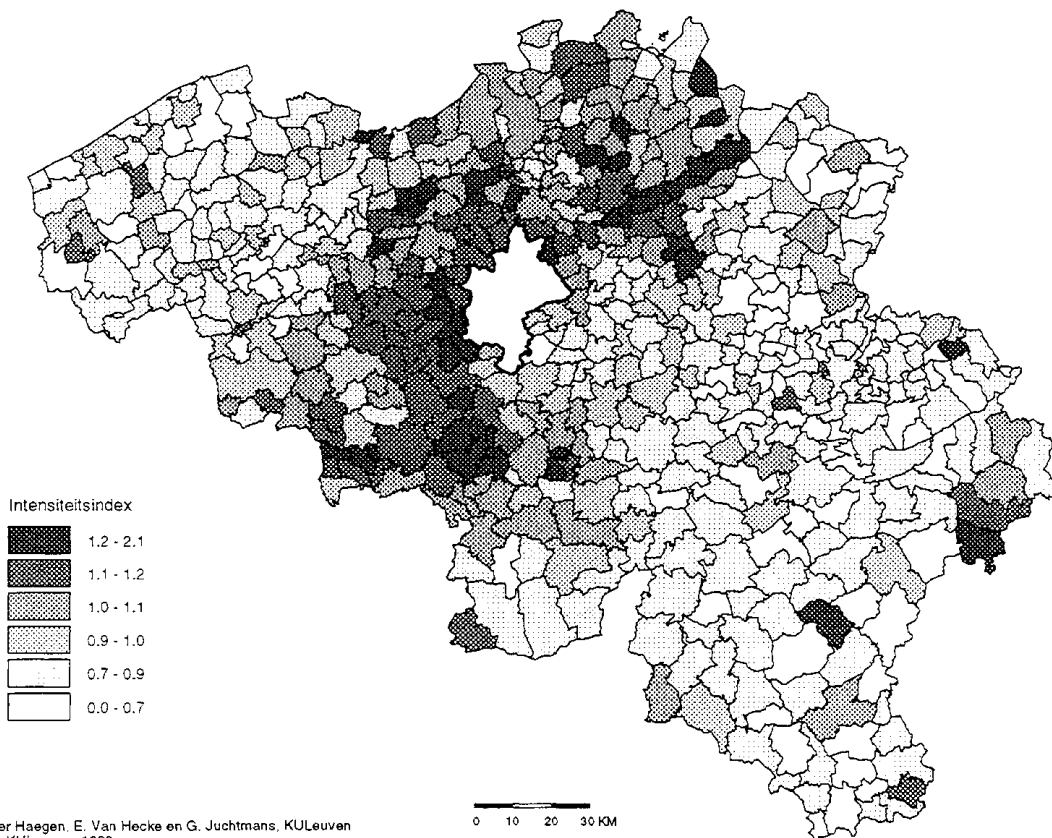 Intensiteitsindex
1.2 - 2.1
1.1 - 1.2
1.0 - 1.1
0.9 - 1.0
0.7 - 0.9
0.0 - 0.7
0 10 20 30 KM
er Haegen, E. Van Hecke en G. Juchtmans, KULeuven